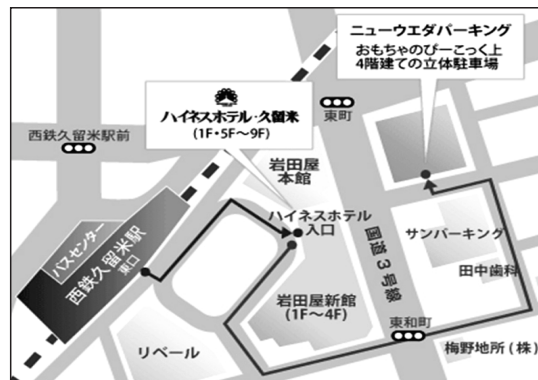 ニューウエダパーキング
おもちゃのぴーこっく上
4階建ての立体駐車場
ハイネスホテル・久留米
(1F・5F～9F)
東町
西鉄久留米駅前
岩田屋
本館
ハイネスホテル
入口
バスセンター
西鉄久留米駅
東口
国道3号線
サンパーキング
田中歯科
岩田屋新館
(1F～4F)
東和町
リベール
梅野地所(株)